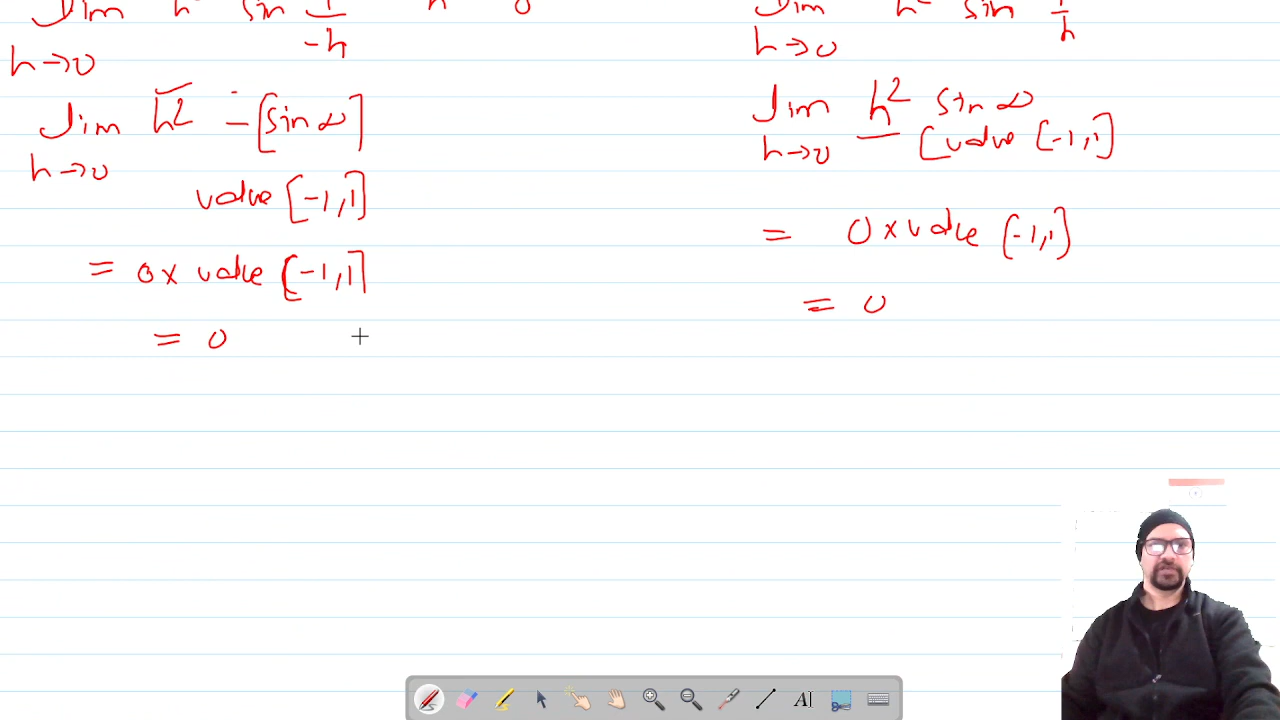 Lim h² sin 1/-h
h→0
Lim h² -[sin ∞]
h→0
value [-1,1]
= 0 x value [-1,1]
= 0
Lim h² sin 1/h
h→0
Lim h² sin ∞
h→0 [value [-1,1]
= 0 x value [-1,1]
= 0
A